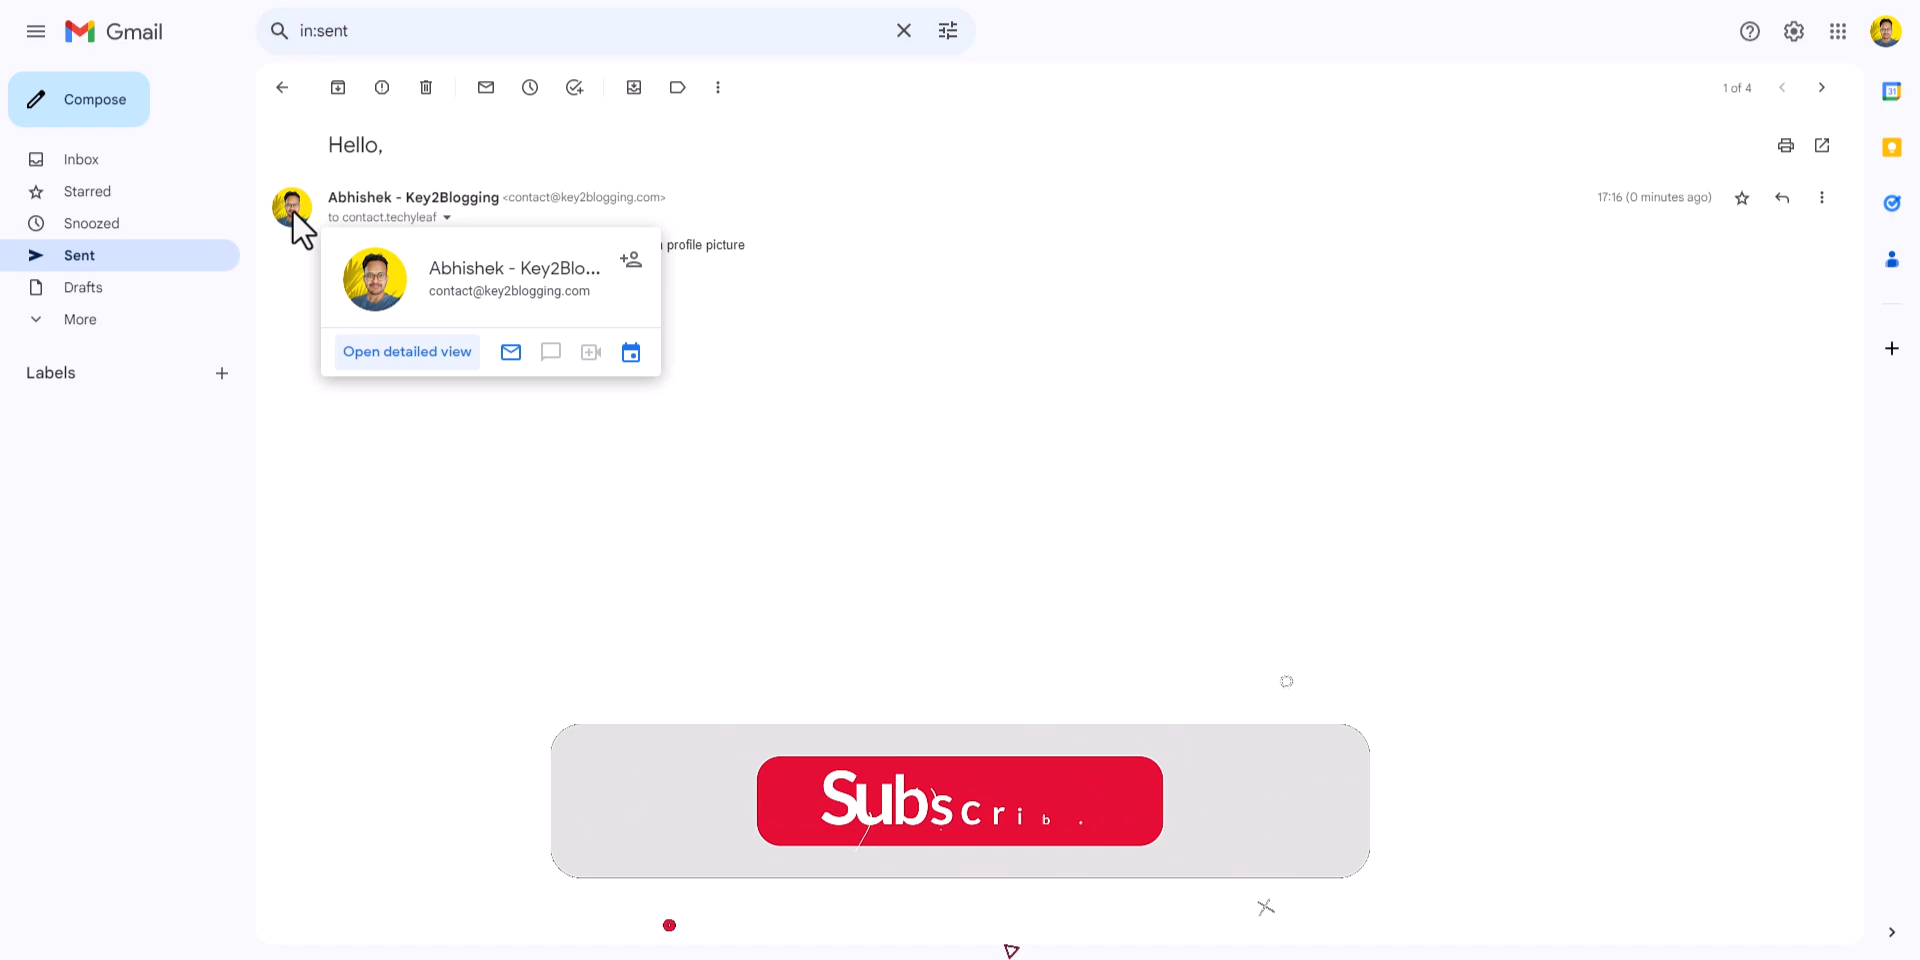 Gmail
in:sent
Compose
1 of 4
Hello,
Inbox
Starred
Snoozed
Sent
Drafts
More
Labels
Abhishek - Key2Blogging <contact@key2blogging.com>
17:16 (0 minutes ago)
to contact.techyleaf
profile picture
Abhishek - Key2Blo...
contact@key2blogging.com
Open detailed view
31
Subscrib